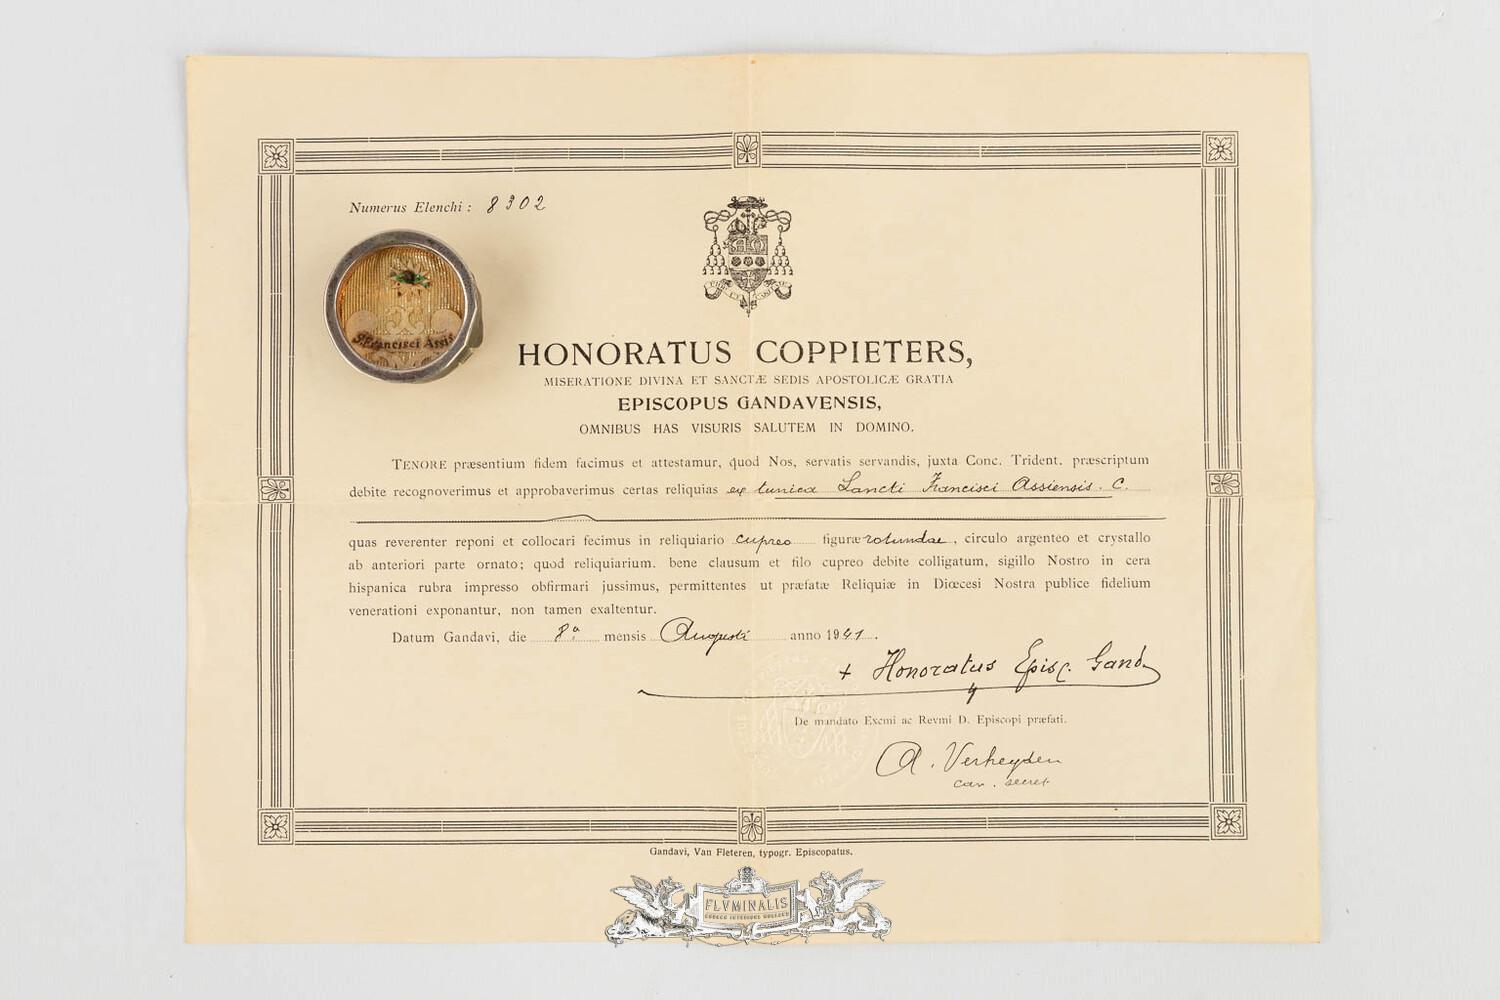 Numerus Elenchi : 8302
S. Francisci Assis
HONORATUS COPPIETERS,
MISERATIONE DIVINA ET SANCTÆ SEDIS APOSTOLICÆ GRATIA
EPISCOPUS GANDAVENSIS,
OMNIBUS HAS VISURIS SALUTEM IN DOMINO.
TENORE præsentium fidem facimus et attestamur, quod Nos, servatis servandis, juxta Conc. Trident. præscriptum
debite recognoverimus et approbaverimus certas reliquias ex tunica Sancti Francisci Assiensis. C.
quas reverenter reponi et collocari fecimus in reliquiario cupreo figuræ rotundae, circulo argenteo et crystallo
ab anteriori parte ornato; quod reliquiarium. bene clausum et filo cupreo debite colligatum, sigillo Nostro in cera
hispanica rubra impresso obfirmari jussimus, permittentes ut præfatæ Reliquiæ in Diœcesi Nostra publice fidelium
venerationi exponantur, non tamen exaltentur.
Datum Gandavi, die 8ª mensis Augusti anno 1941.
+ Honoratus Episc. Gand.
De mandato Excmi ac Revmi D. Episcopi præfati.
A. Verheyden
can. secret.
Gandavi, Van Fleteren, typogr. Episcopatus.
FLVMINALIS